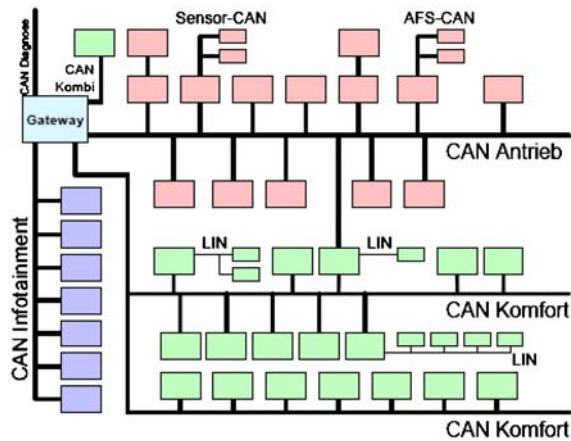 Sensor-CAN
AFS-CAN
CAN Diagnose
CAN
Kombi
Gateway
CAN Antrieb
CAN Infotainment
LIN
LIN
CAN Komfort
LIN
CAN Komfort